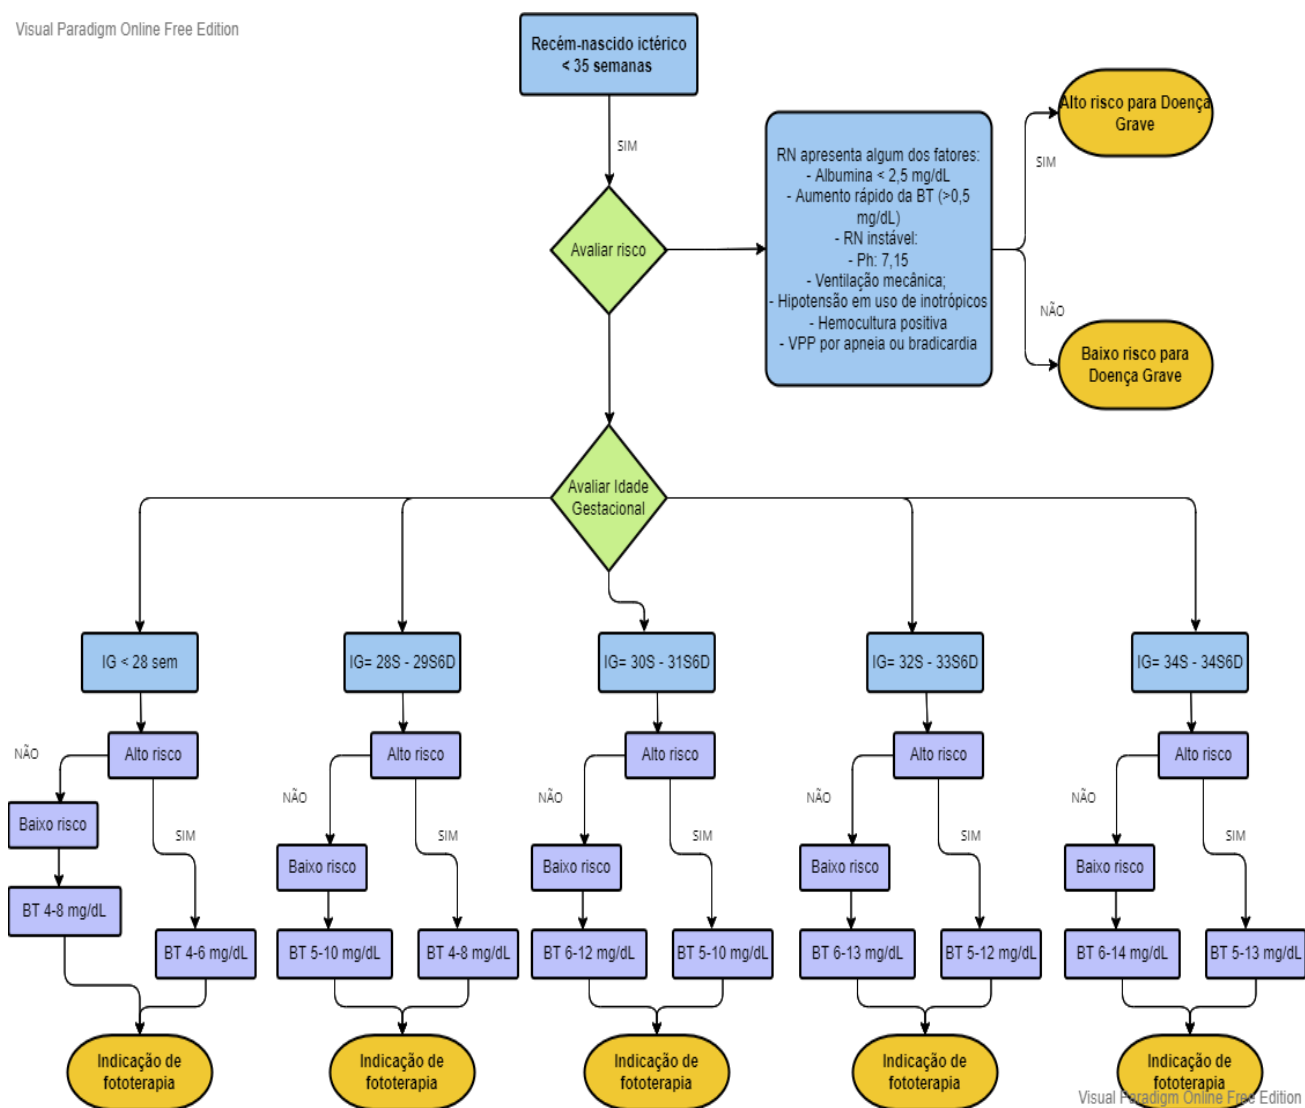 Visual Paradigm Online Free Edition
Recém-nascido ictérico
< 35 semanas
SIM
Avaliar risco
RN apresenta algum dos fatores:
- Albumina < 2,5 mg/dL
- Aumento rápido da BT (>0,5
mg/dL)
- RN instável:
- Ph: 7,15
- Ventilação mecânica;
- Hipotensão em uso de inotrópicos
- Hemocultura positiva
- VPP por apneia ou bradicardia
SIM
Alto risco para Doença
Grave
NÃO
Baixo risco para
Doença Grave
Avaliar Idade
Gestacional
IG < 28 sem
IG= 28S - 29S6D
IG= 30S - 31S6D
IG= 32S - 33S6D
IG= 34S - 34S6D
Alto risco
Alto risco
Alto risco
Alto risco
Alto risco
NÃO
NÃO
NÃO
NÃO
NÃO
Baixo risco
SIM
SIM
SIM
SIM
SIM
Baixo risco
Baixo risco
Baixo risco
Baixo risco
BT 4-8 mg/dL
BT 4-6 mg/dL
BT 5-10 mg/dL
BT 4-8 mg/dL
BT 6-12 mg/dL
BT 5-10 mg/dL
BT 6-13 mg/dL
BT 5-12 mg/dL
BT 6-14 mg/dL
BT 5-13 mg/dL
Indicação de
fototerapia
Indicação de
fototerapia
Indicação de
fototerapia
Indicação de
fototerapia
Indicação de
fototerapia
Visual Paradigm Online Free Edition